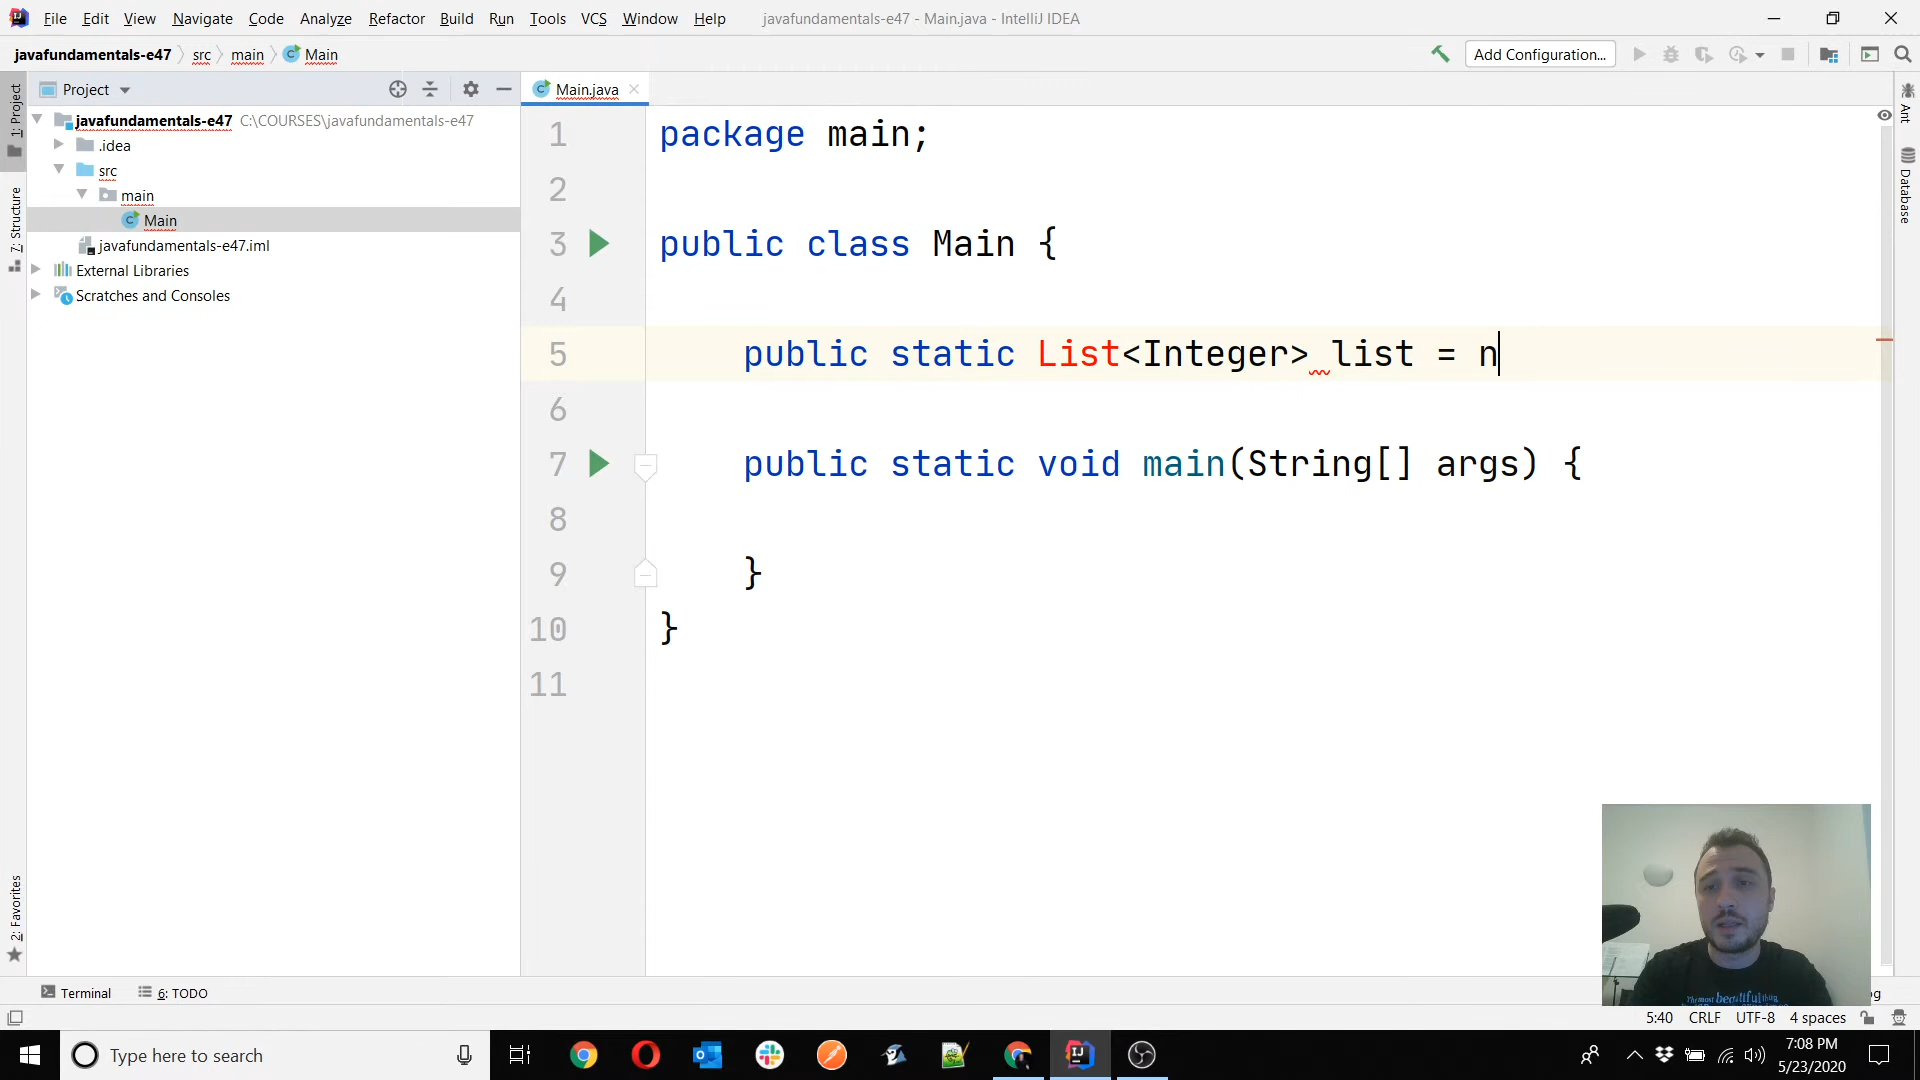 File Edit View Navigate Code Analyze Refactor Build Run Tools VCS Window Help javafundamentals-e47 - Main.java - IntelliJ IDEA
javafundamentals-e47 src main Main Add Configuration...
Project
Main.java
1: Project
7: Structure
2: Favorites
Ant
Database
javafundamentals-e47 C:\COURSES\javafundamentals-e47
.idea
src
main
Main
javafundamentals-e47.iml
External Libraries
Scratches and Consoles
1 package main;
2
3 public class Main {
4
5 public static List<Integer> list = n
6
7 public static void main(String[] args) {
8
9 }
10 }
11
The most beautiful thing
Terminal 6: TODO
5:40 CRLF UTF-8 4 spaces
Type here to search
7:08 PM
5/23/2020